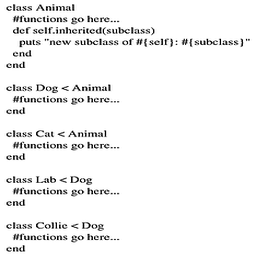 class Animal
  #functions go here...
  def self.inherited(subclass)
    puts "new subclass of #{self}: #{subclass}"
  end
end

class Dog < Animal
  #functions go here...
end

class Cat < Animal
  #functions go here...
end

class Lab < Dog
  #functions go here...
end

class Collie < Dog
  #functions go here...
end